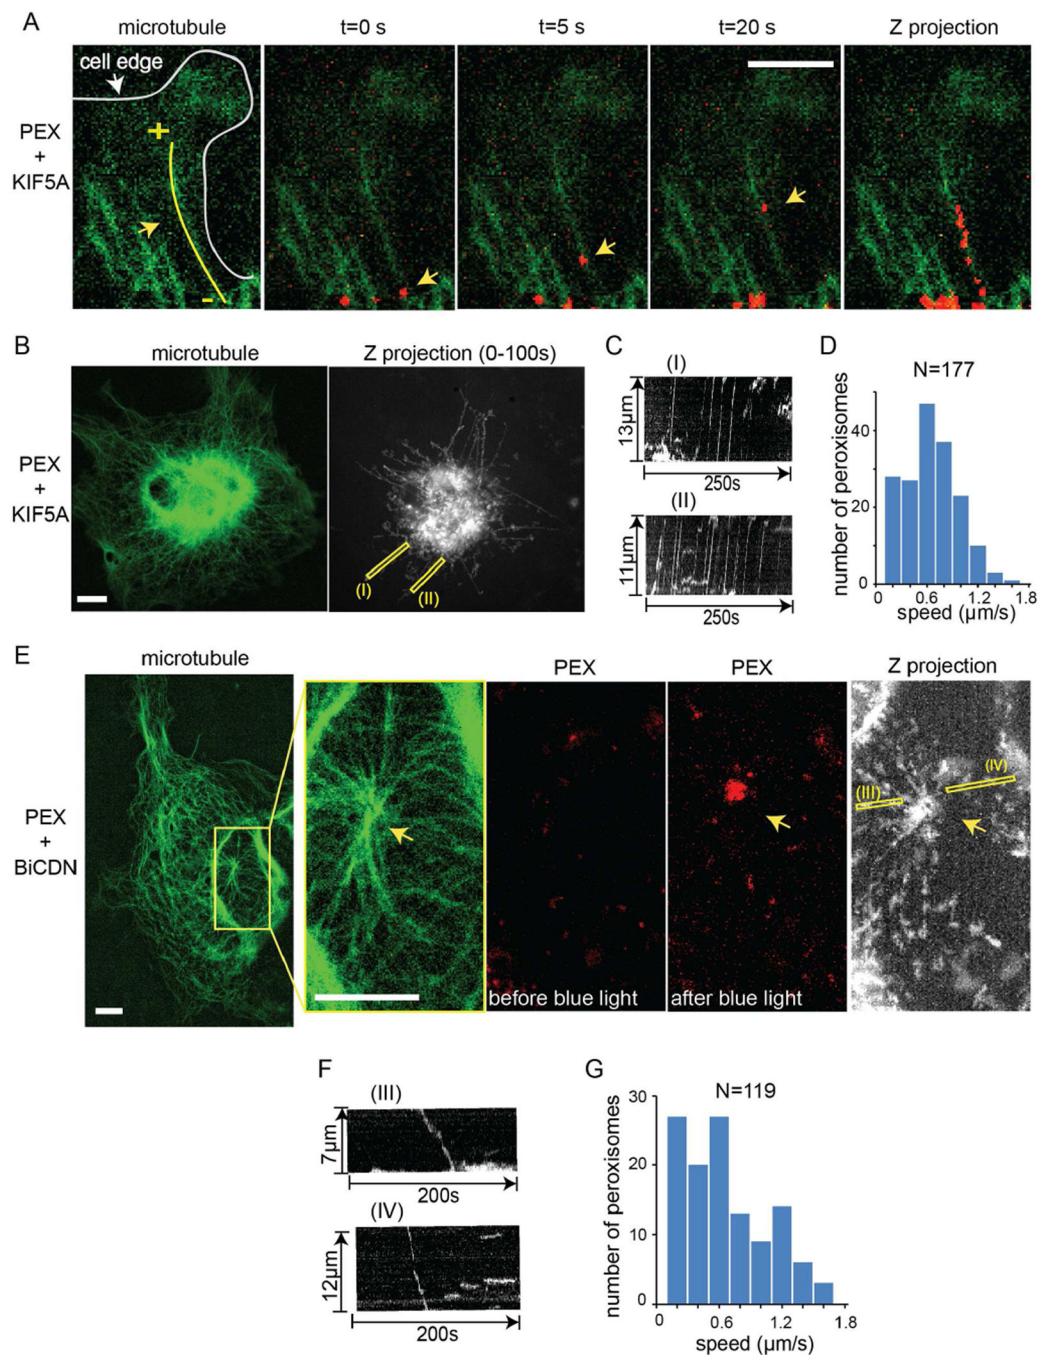 A
microtubule
t=0 s
t=5 s
t=20 s
Z projection
cell edge
PEX
+
KIF5A
+
-
B
microtubule
Z projection (0-100s)
PEX
+
KIF5A
(I)
(II)
C
(I)
13µm
250s
(II)
11µm
250s
D
N=177
number of peroxisomes
40
20
0
0
0.6
1.2
1.8
speed (µm/s)
E
microtubule
PEX
PEX
Z projection
PEX
+
BiCDN
before blue light
after blue light
(III)
(IV)
F
(III)
7µm
200s
(IV)
12µm
200s
G
N=119
number of peroxisomes
30
20
10
0
0
0.6
1.2
1.8
speed (µm/s)